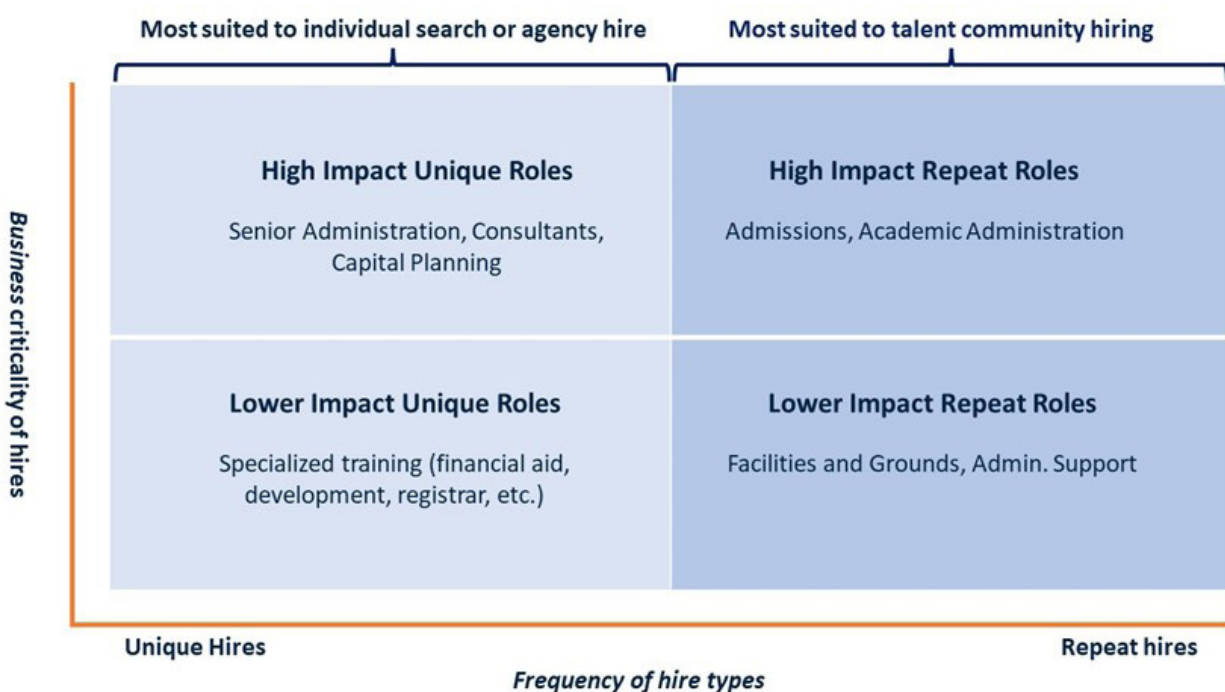 Most suited to individual search or agency hire
Most suited to talent community hiring
High Impact Unique Roles
Senior Administration, Consultants,
Capital Planning
High Impact Repeat Roles
Admissions, Academic Administration
Business criticality of hires
Lower Impact Unique Roles
Specialized training (financial aid,
development, registrar, etc.)
Lower Impact Repeat Roles
Facilities and Grounds, Admin. Support
Unique Hires
Repeat hires
Frequency of hire types